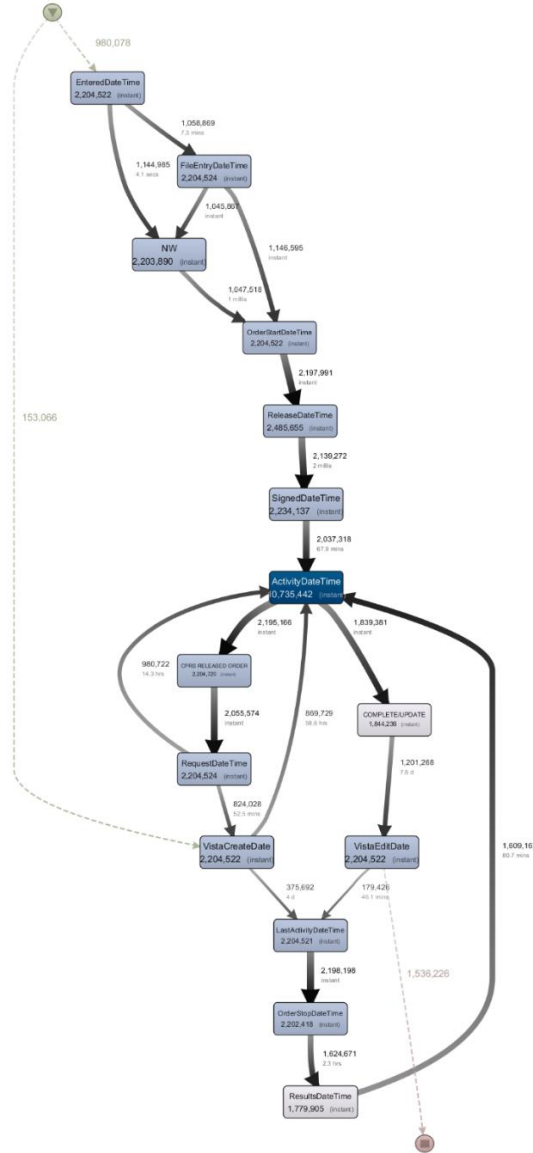 980,078
EnteredDateTime
2,204,522 (instant)
1,058,869
7.3 mins
1,144,985
4.1 secs
FileEntryDateTime
2,204,524 (instant)
1,045,867
instant
1,146,595
instant
NW
2,203,890 (instant)
1,047,518
1 millis
OrderStartDateTime
2,204,522 (instant)
2,197,991
instant
ReleaseDateTime
2,485,655 (instant)
153,066
2,139,272
2 millis
SignedDateTime
2,234,137 (instant)
2,037,318
67.9 mins
ActivityDateTime
10,735,442 (instant
2,195,166
instant
1,839,381
instant
980,722
14.3 hrs
CPRS RELEASED ORDER
869,729
COMPLETE/UPDATE
1,844,236 (instant)
2,055,574
instant
RequestDateTime
2,204,524 (instant)
1,201,268
7.6 d
824,028
52.5 mins
VistaCreateDate
2,204,522 (instant)
VistaEditDate
2,204,522 (instant)
1,609,16
80.7 mins
375,692
4 d
179,426
LastActivityDateTime
2,204,521 (instant)
2,198,198
instant
1,536,226
OrderStopDateTime
2,202,418 (instant)
1,624,671
2.3 hrs
ResultsDateTime
1,779,905 (instant)